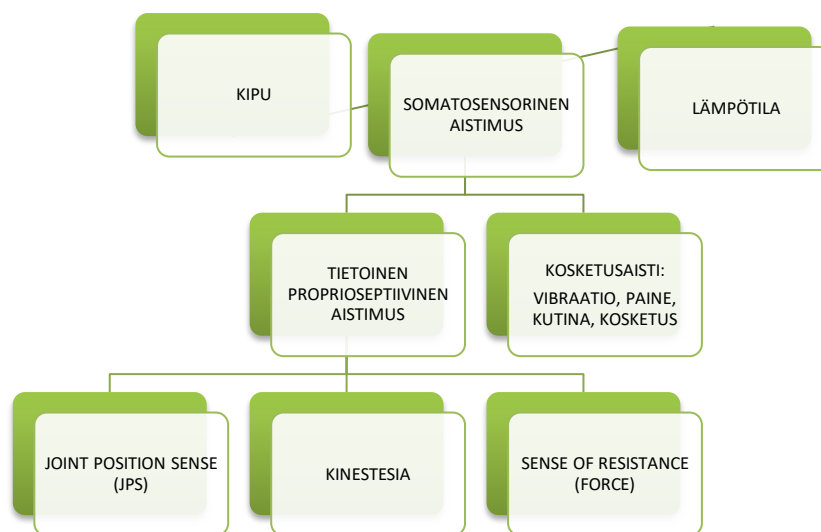 KIPU
SOMATOSENSORINEN
AISTIMUS
LÄMPÖTILA
TIETOINEN
PROPRIOSEPTIIVINEN
AISTIMUS
KOSKETUSAISTI:
VIBRAATIO, PAINE,
KUTINA, KOSKETUS
JOINT POSITION SENSE
(JPS)
KINESTESIA
SENSE OF RESISTANCE
(FORCE)